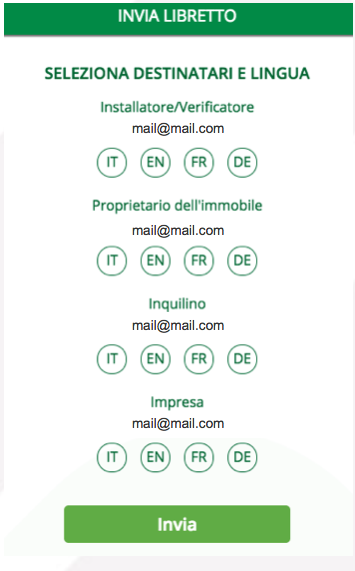 INVIA LIBRETTO
SELEZIONA DESTINATARI E LINGUA
Installatore/Verificatore
mail@mail.com
IT EN FR DE
Proprietario dell'immobile
mail@mail.com
IT EN FR DE
Inquilino
mail@mail.com
IT EN FR DE
Impresa
mail@mail.com
IT EN FR DE
Invia